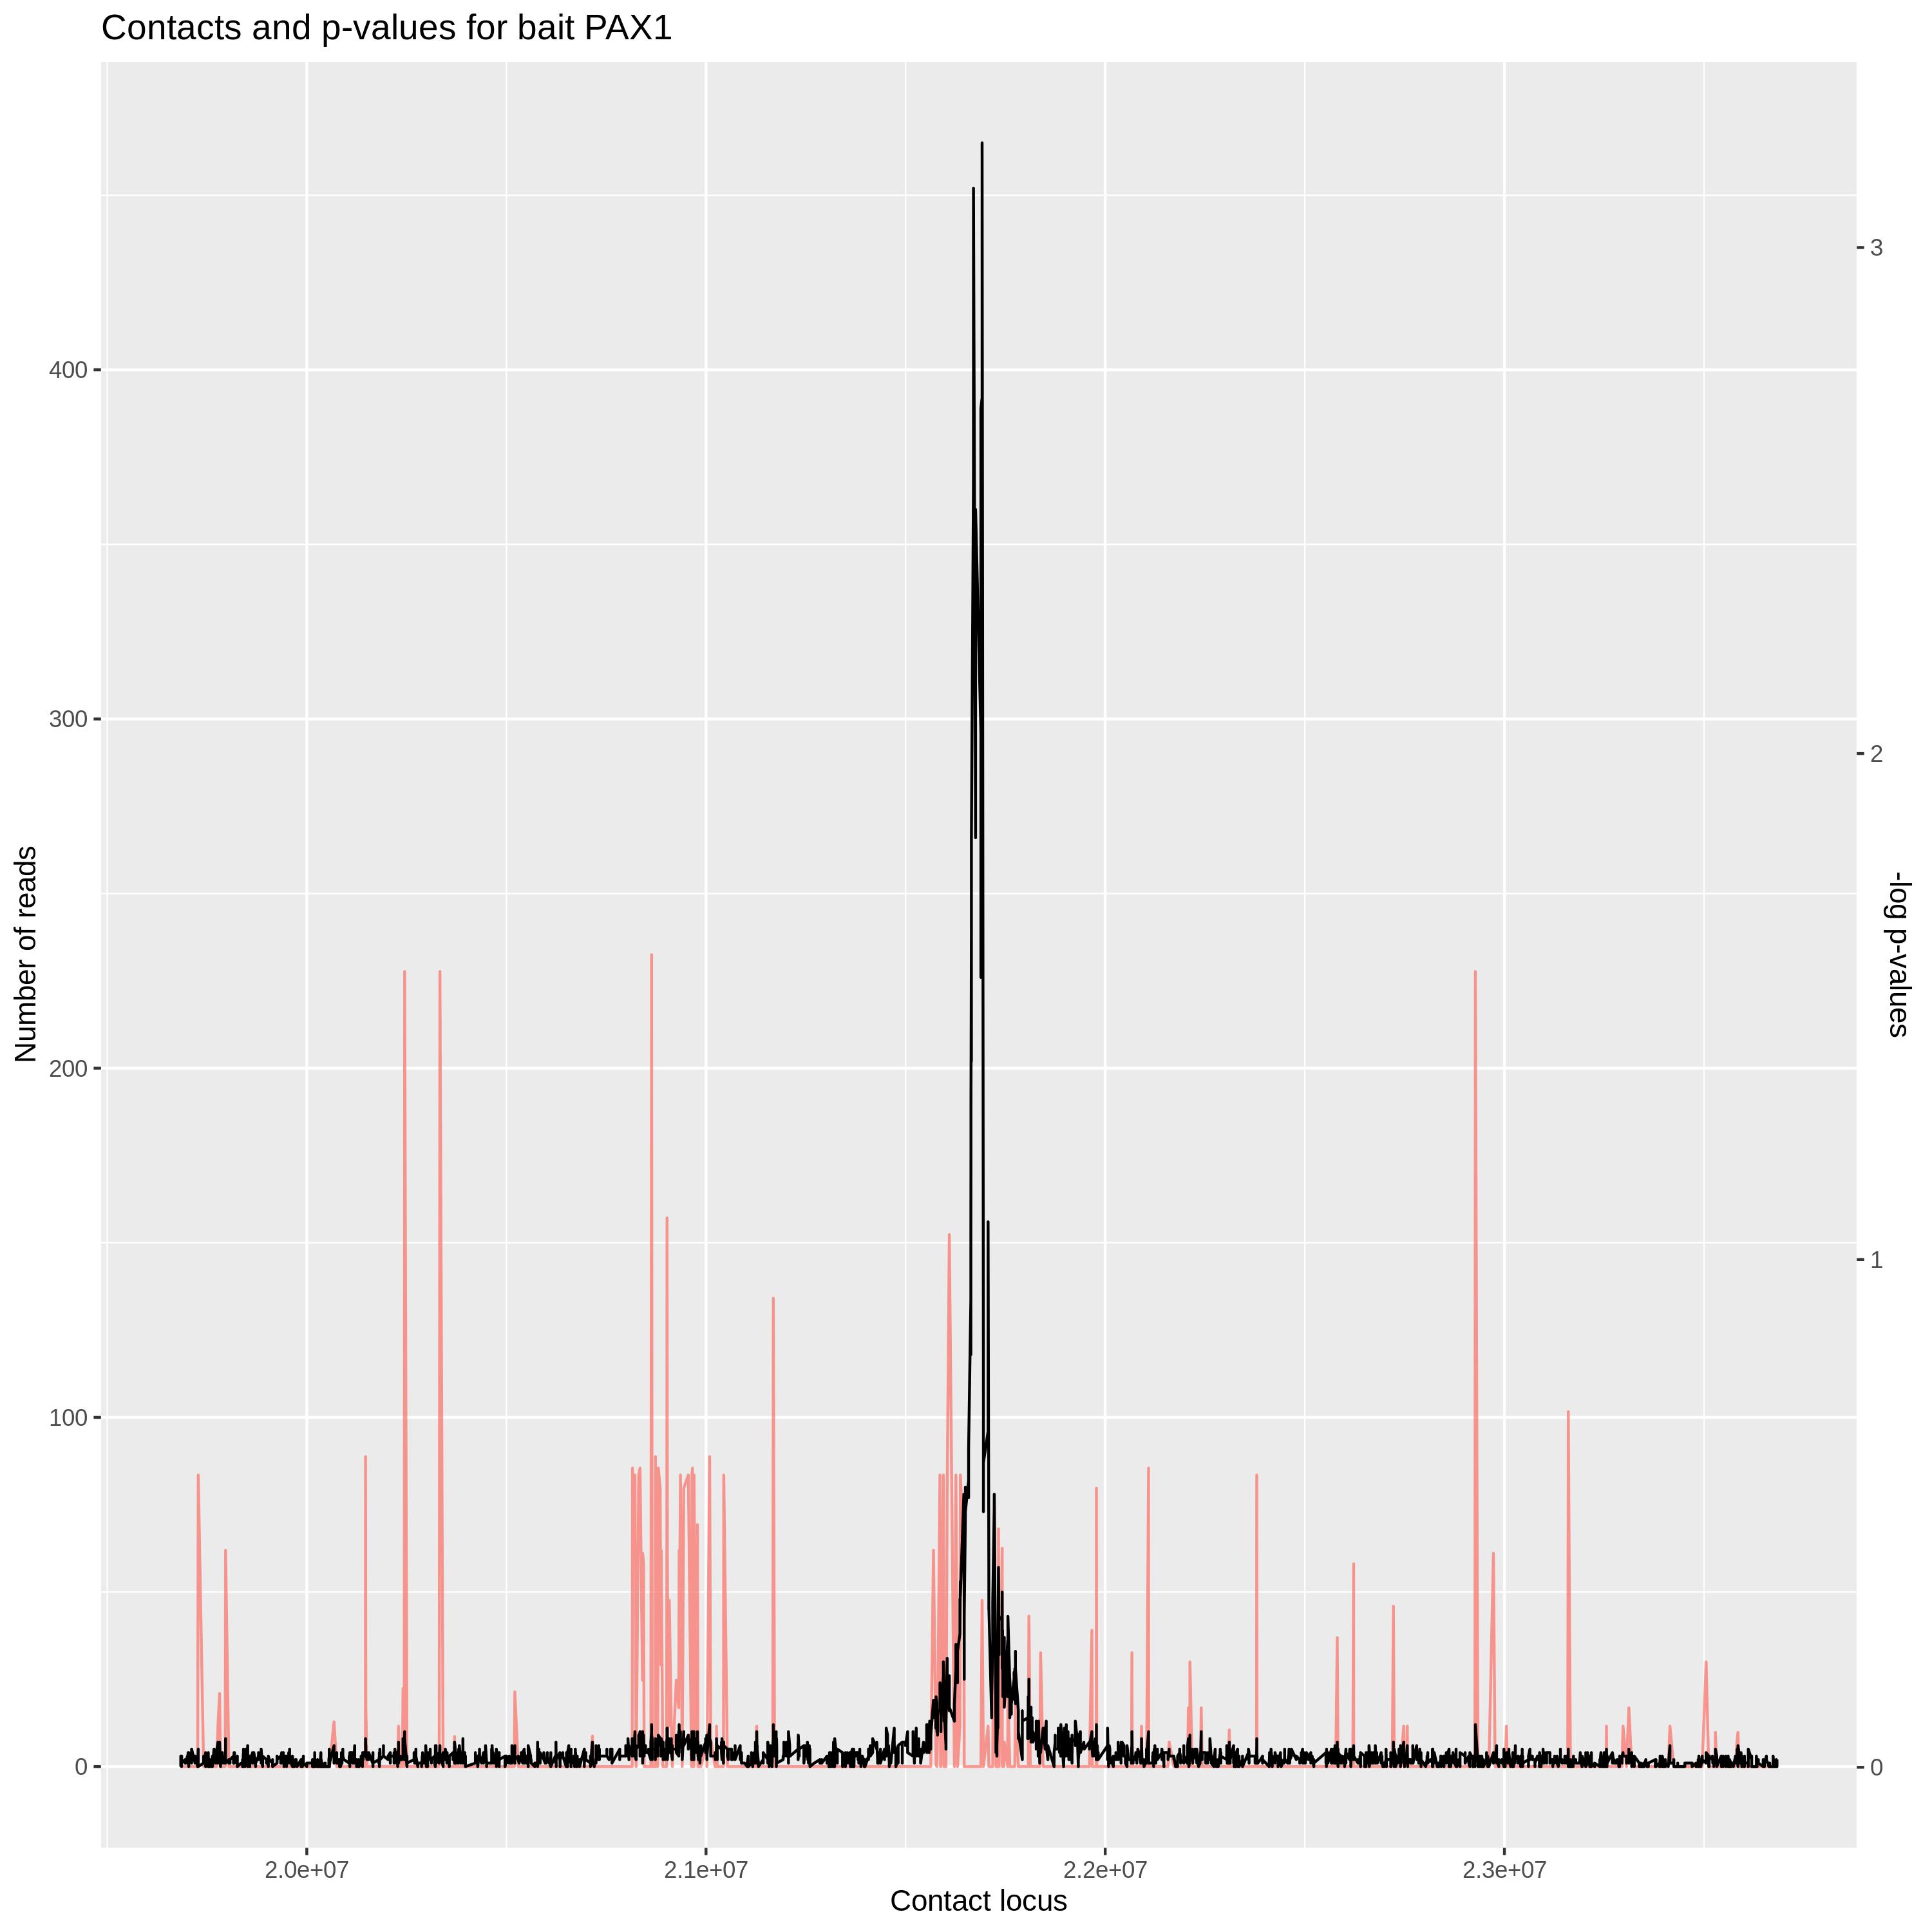 Contacts and p-values for bait PAX1
Number of reads
400
300
200
100
0
3
2
1
0
-log p-values
2.0e+07
2.1e+07
2.2e+07
2.3e+07
Contact locus